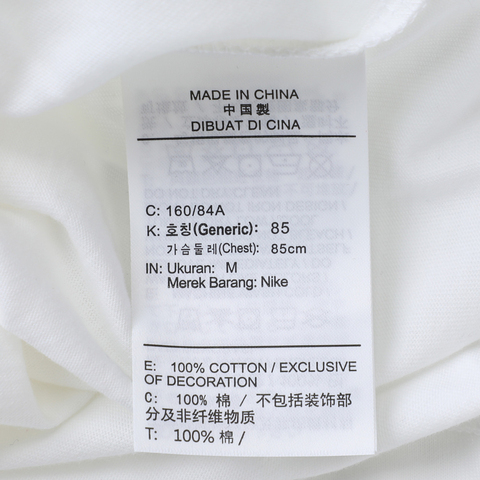 MADE IN CHINA
中国製
DIBUAT DI CINA
C: 160/84A
K: 호칭(Generic): 85
가슴둘레(Chest): 85cm
IN: Ukuran: M
Merek Barang: Nike
E: 100% COTTON / EXCLUSIVE
OF DECORATION
C: 100% 棉 / 不包括装饰部
分及非纤维物质
T: 100% 棉 /